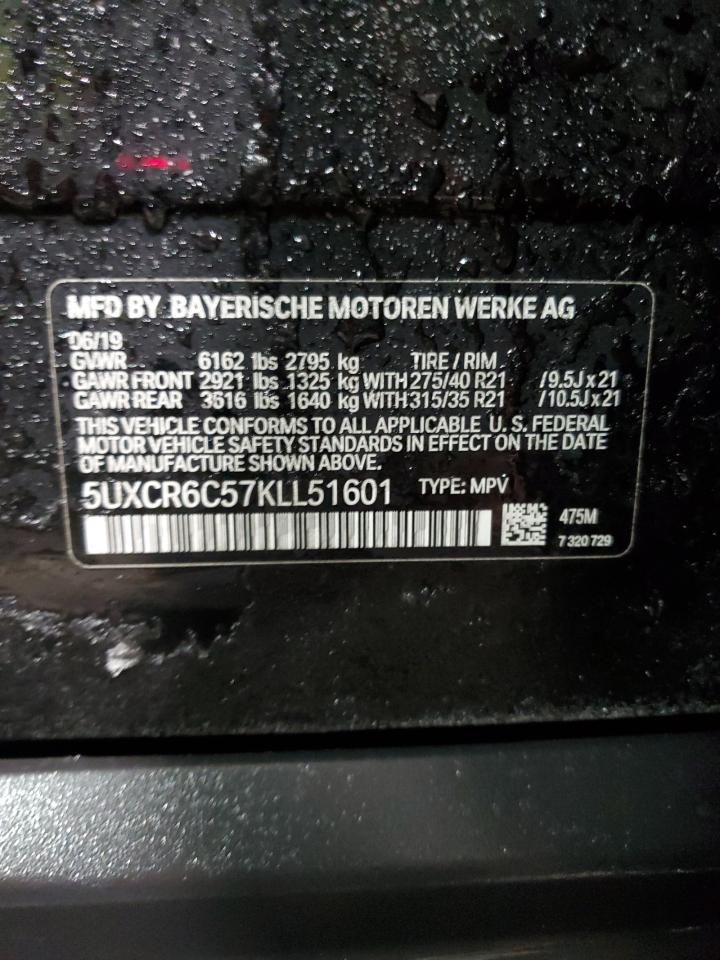 MFD BY BAYERISCHE MOTOREN WERKE AG
06/19
GVWR 6162 lbs 2795 kg TIRE / RIM
GAWR FRONT 2921 lbs 1325 kg WITH 275/40 R21 /9.5J x 21
GAWR REAR 3616 lbs 1640 kg WITH 315/35 R21 /10.5J x 21
THIS VEHICLE CONFORMS TO ALL APPLICABLE U. S. FEDERAL
MOTOR VEHICLE SAFETY STANDARDS IN EFFECT ON THE DATE
OF MANUFACTURE SHOWN ABOVE.
5UXCR6C57KLL51601 TYPE: MPV
475M
7 320 729